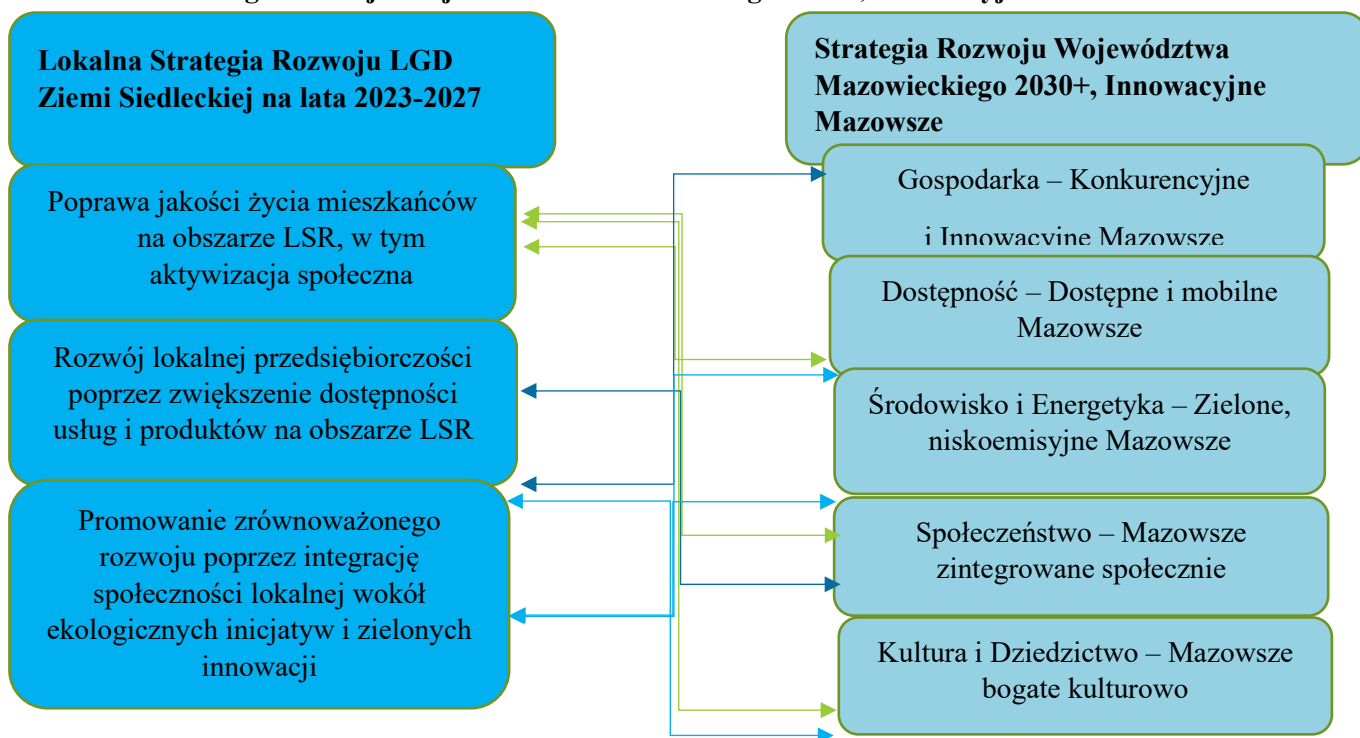 Lokalna Strategia Rozwoju LGD
Ziemi Siedleckiej na lata 2023-2027
Poprawa jakości życia mieszkańców
na obszarze LSR, w tym
aktywizacja społeczna
Rozwój lokalnej przedsiębiorczości
poprzez zwiększenie dostępności
usług i produktów na obszarze LSR
Promowanie zrównoważonego
rozwoju poprzez integrację
społeczności lokalnej wokół
ekologicznych inicjatyw i zielonych
innowacji
Strategia Rozwoju Województwa
Mazowieckiego 2030+, Innowacyjne
Mazowsze
Gospodarka – Konkurencyjne
i Innowacyjne Mazowsze
Dostępność – Dostępne i mobilne
Mazowsze
Środowisko i Energetyka – Zielone,
niskoemisyjne Mazowsze
Społeczeństwo – Mazowsze
zintegrowane społecznie
Kultura i Dziedzictwo – Mazowsze
bogate kulturowo